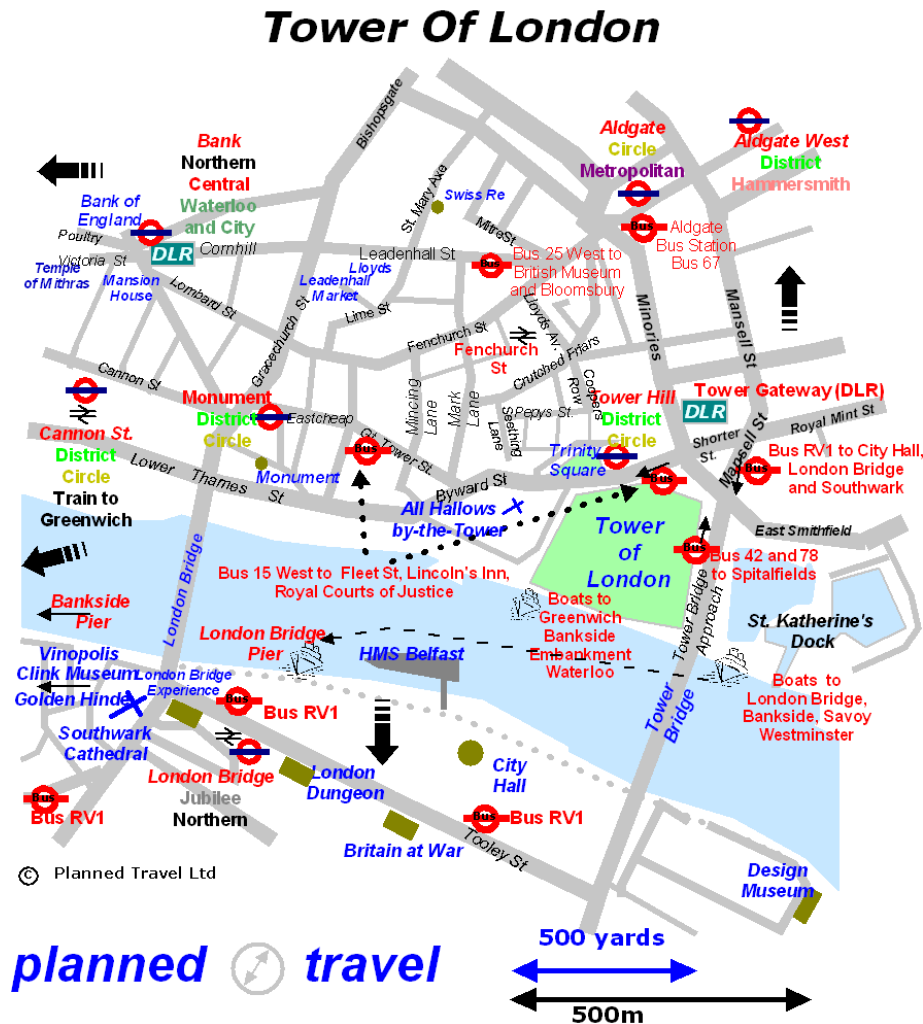 Tower Of London
Bishopsgate
Bank
Northern
Central
Waterloo
and City
Aldgate
Circle
Metropolitan
Aldgate West
District
Hammersmith
Bank of
England
St. Mary Axe
Swiss Re
Mitre St
Bus
Aldgate
Bus Station
Bus 67
Poultry
Victoria St
DLR
Cornhill
Leadenhall St
Bus
Bus 25 West to
British Museum
and Bloomsbury
Temple
of Mithras
Mansion
House
Lombard St
Lloyds
Leadenhall
Market
Lime St
Gracechurch St
Lloyds Av.
Minories
Mansell St
Fenchurch St
Fenchurch
St
Crutched Friars
Cannon St
Monument
District
Circle
Eastcheap
Mincing
Lane
Mark
Lane
Seething
Lane
Pepys St
Coopers
Row
Tower Hill
District
Circle
Tower Gateway (DLR)
DLR
Royal Mint St
Shorter
St.
Mansell St
Cannon St.
District
Circle
Train to
Greenwich
Lower
Thames St
Monument
Bus
Gt. Tower St
Byward St
Trinity
Square
Bus
Bus
Bus RV1 to City Hall,
London Bridge
and Southwark
All Hallows
by-the-Tower
Tower
of
London
East Smithfield
Bus
Bus 42 and 78
to Spitalfields
Bus 15 West to Fleet St, Lincoln's Inn,
Royal Courts of Justice
London Bridge
Bankside
Pier
London Bridge
Pier
Boats to
Greenwich
Bankside
Embankment
Waterloo
Tower Bridge
Approach
St. Katherine's
Dock
Vinopolis
Clink Museum
Golden Hinde
London Bridge
Experience
HMS Belfast
Tower
Bridge
Boats to
London Bridge,
Bankside, Savoy
Westminster
Southwark
Cathedral
Bus
Bus RV1
London Bridge
Jubilee
Northern
London
Dungeon
City
Hall
Bus
Bus RV1
Bus
Bus RV1
Britain at War
Tooley St
Design
Museum
© Planned Travel Ltd
planned travel
500 yards
500m